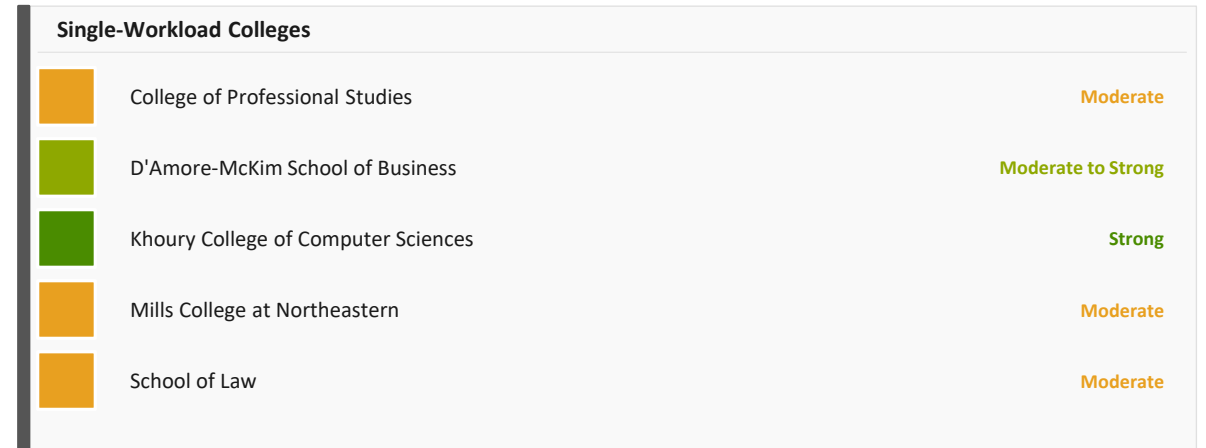 Single-Workload Colleges
College of Professional Studies Moderate
D'Amore-McKim School of Business Moderate to Strong
Khoury College of Computer Sciences Strong
Mills College at Northeastern Moderate
School of Law Moderate